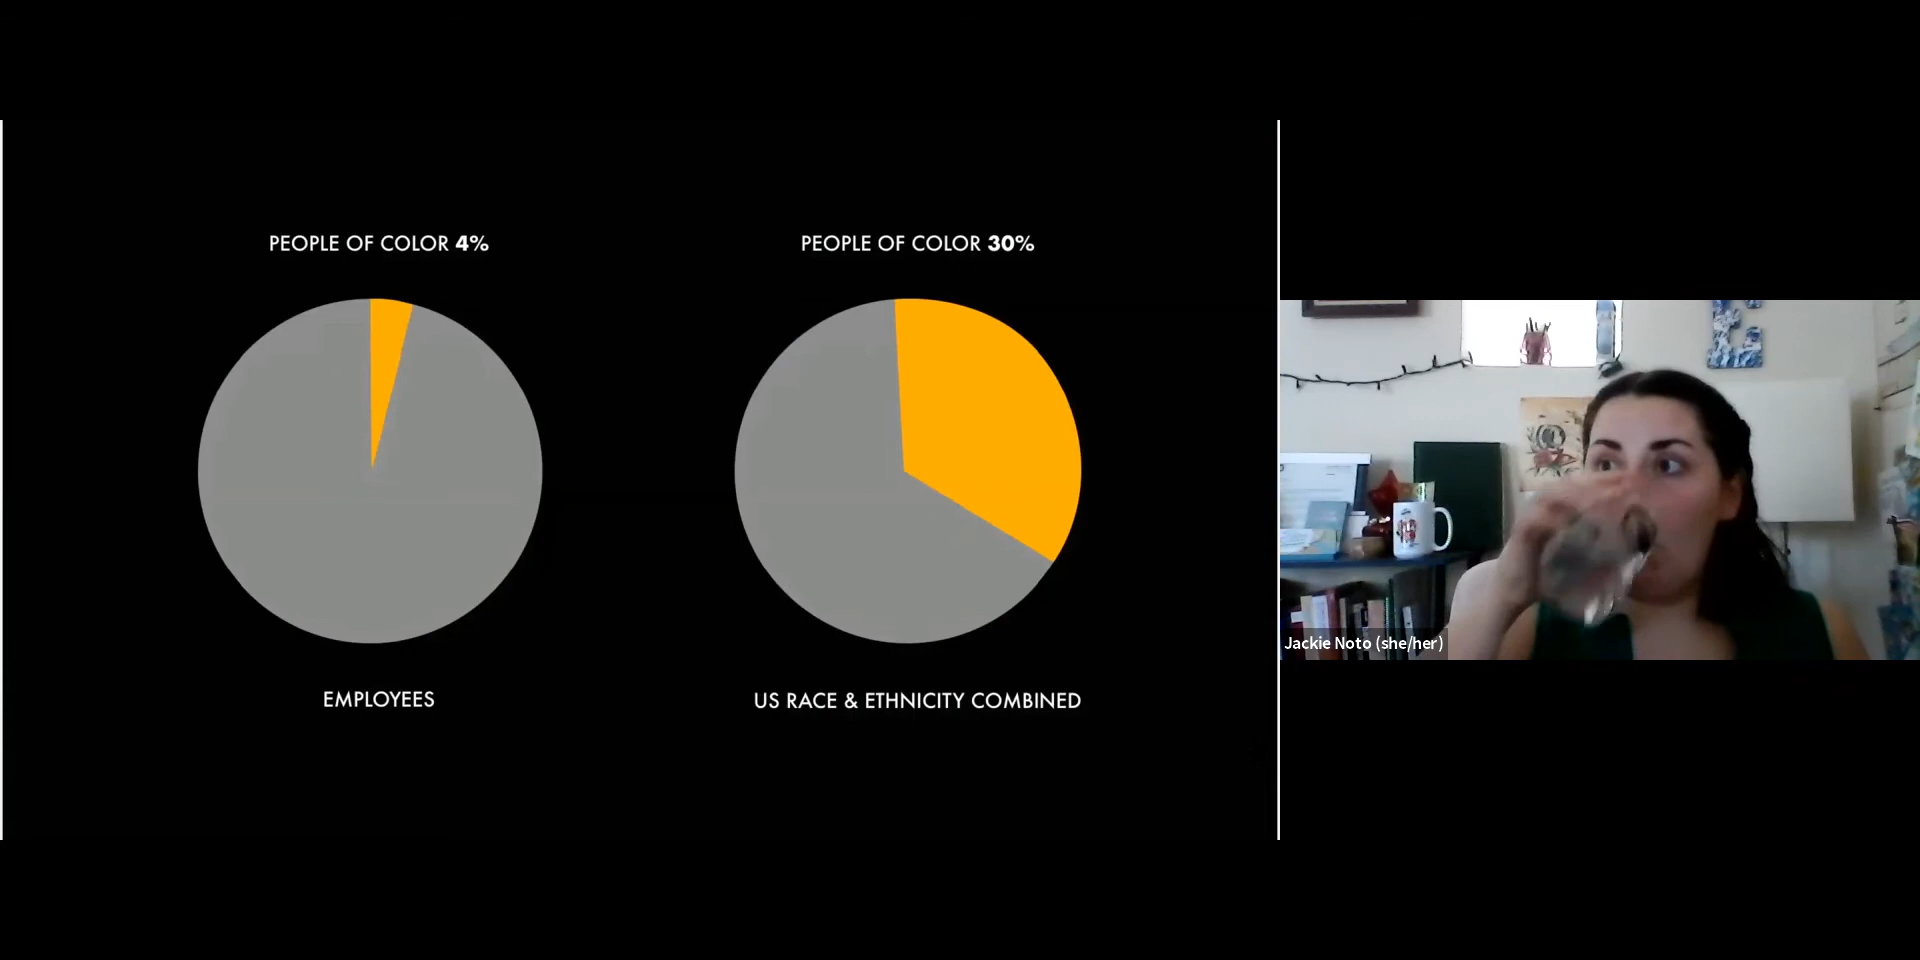 PEOPLE OF COLOR 4%
PEOPLE OF COLOR 30%
EMPLOYEES
US RACE & ETHNICITY COMBINED
Jackie Noto (she/her)